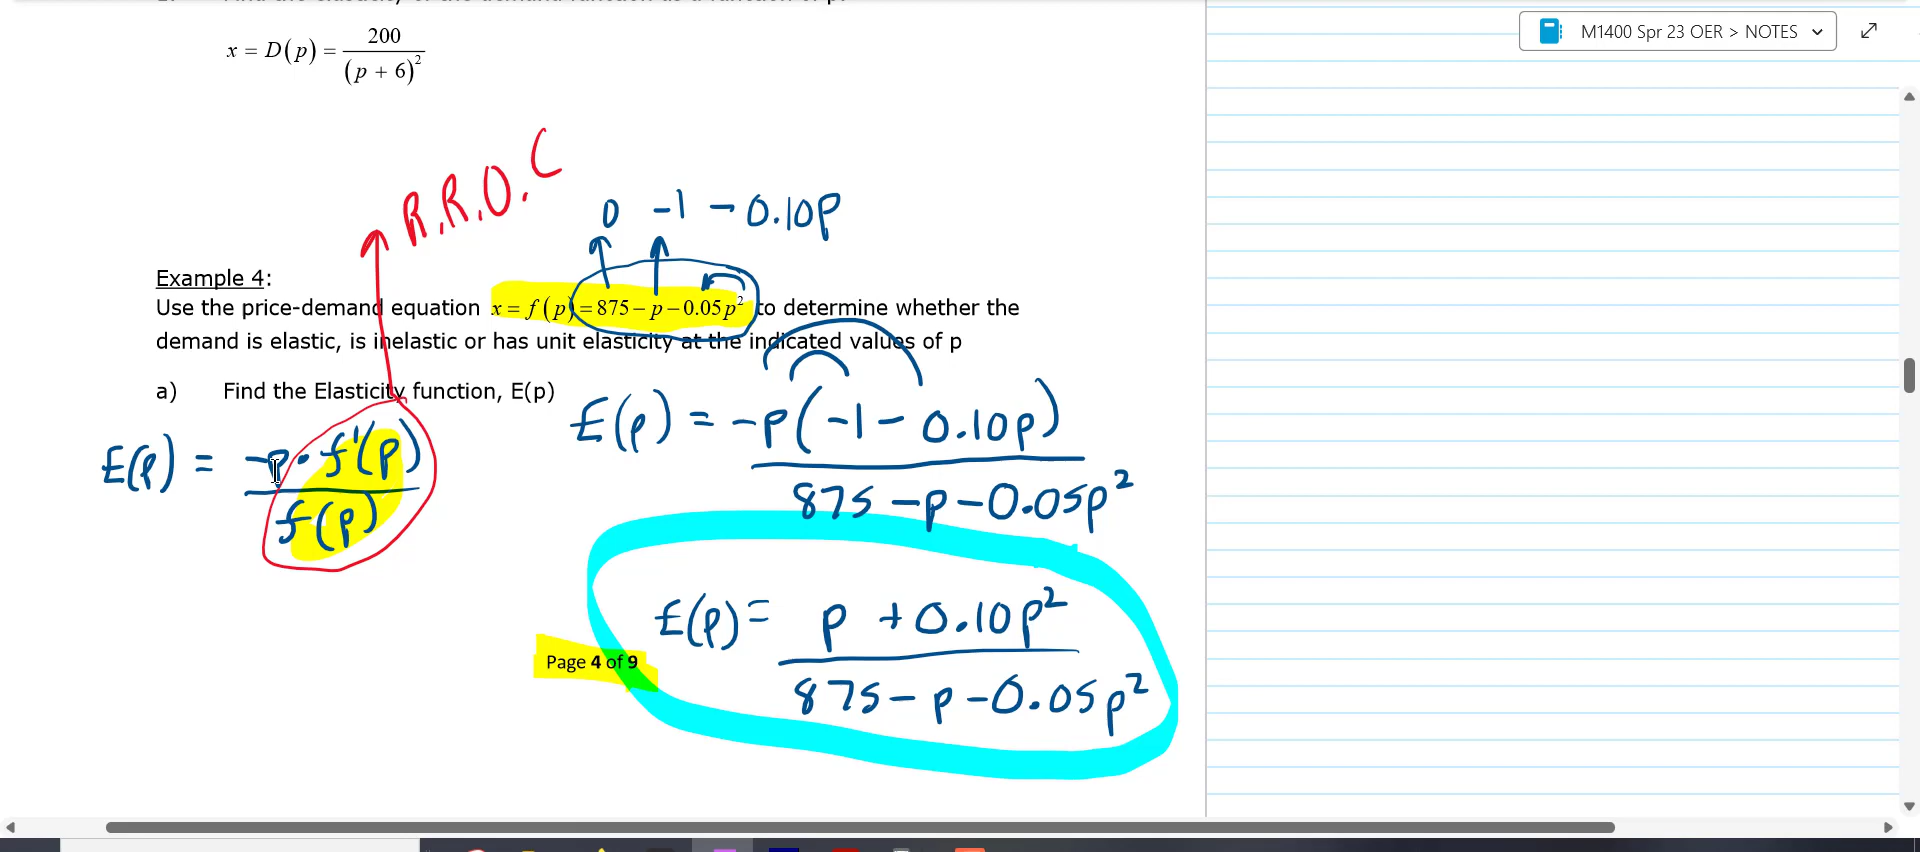 M1400 Spr 23 OER > NOTES
x = D(p) = 200 / (p + 6)²
R.R.O.C
0 -1 - 0.10p
Example 4:
Use the price-demand equation x = f(p) = 875 − p − 0.05p² to determine whether the
demand is elastic, is inelastic or has unit elasticity at the indicated values of p
a) Find the Elasticity function, E(p)
E(p) = -p · f'(p) / f(p)
E(p) = -p(-1 - 0.10p) / 875 - p - 0.05p²
E(p) = p + 0.10p² / 875 - p - 0.05p²
Page 4 of 9